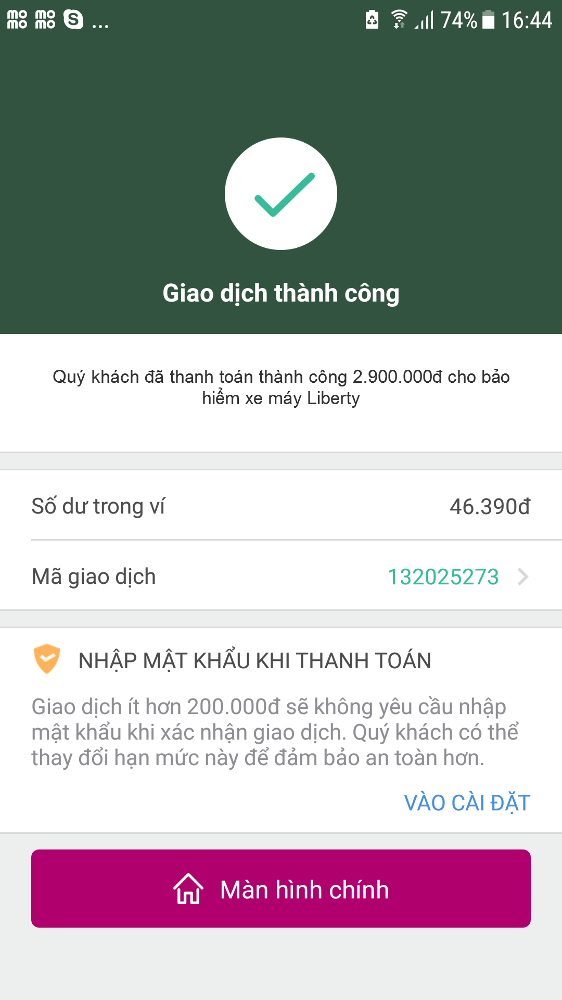 mo mo mo mo S ... 74% 16:44
mo mo mo mo
Giao dịch thành công
Quý khách đã thanh toán thành công 2.900.000đ cho bảo
hiểm xe máy Liberty
Số dư trong ví 46.390đ
Mã giao dịch 132025273
NHẬP MẬT KHẨU KHI THANH TOÁN
Giao dịch ít hơn 200.000đ sẽ không yêu cầu nhập
mật khẩu khi xác nhận giao dịch. Quý khách có thể
thay đổi hạn mức này để đảm bảo an toàn hơn.
VÀO CÀI ĐẶT
Màn hình chính